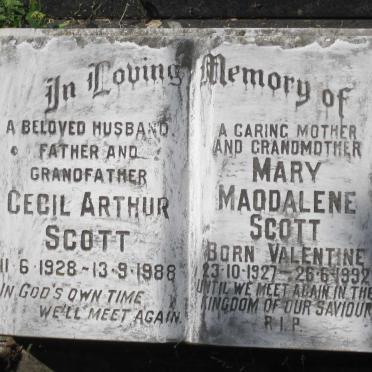 In Loving Memory of
A BELOVED HUSBAND,
FATHER AND
GRANDFATHER
CECIL ARTHUR
SCOTT
11·6·1928–13·9·1988
IN GOD'S OWN TIME
WE'LL MEET AGAIN.
A CARING MOTHER
AND GRANDMOTHER
MARY
MAGDALENE
SCOTT
BORN VALENTINE
23·10·1927–26·6·1992
UNTIL WE MEET AGAIN IN THE
KINGDOM OF OUR SAVIOUR
R.I.P.